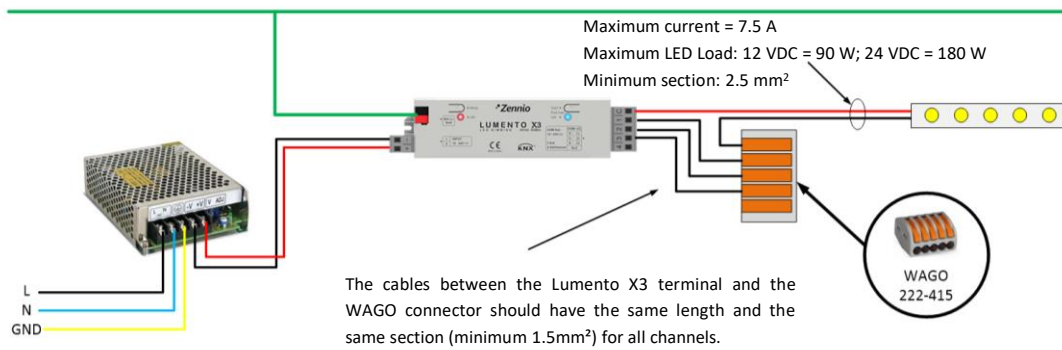 Maximum current = 7.5 A
Maximum LED Load: 12 VDC = 90 W; 24 VDC = 180 W
Minimum section: 2.5 mm²
Zennio
LUMENTO X3
CE
KNX
L N -V +V V ADJ
L
N
GND
The cables between the Lumento X3 terminal and the
WAGO connector should have the same length and the
same section (minimum 1.5mm²) for all channels.
WAGO
222-415